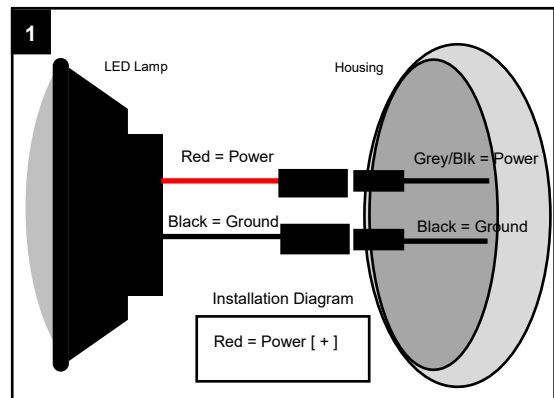 1
LED Lamp
Housing
Red = Power
Grey/Blk = Power
Black = Ground
Black = Ground
Installation Diagram
Red = Power [ + ]